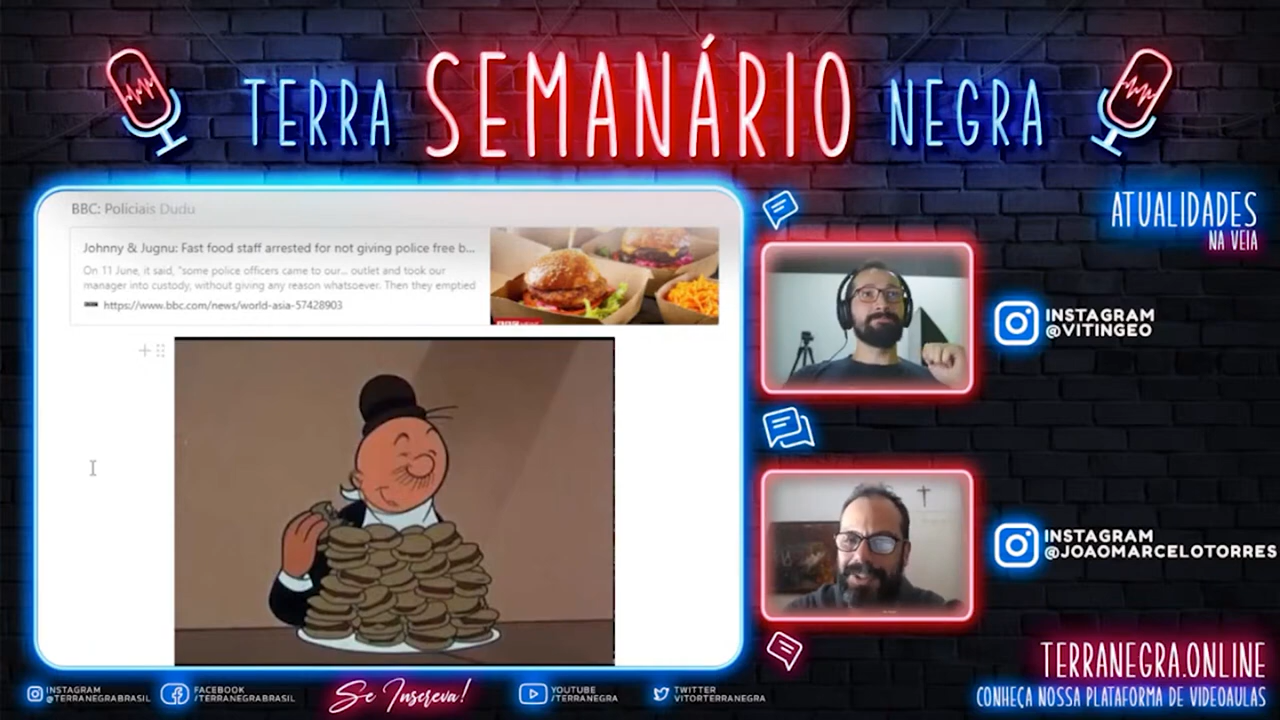 TERRA SEMANÁRIO NEGRA
BBC: Policiais Dudu
Johnny & Jugnu: Fast food staff arrested for not giving police free b...
On 11 June, it said, "some police officers came to our... outlet and took our
manager into custody, without giving any reason whatsoever. Then they emptied
https://www.bbc.com/news/world-asia-57428903
ATUALIDADES
NA VEIA
INSTAGRAM
@VITINGEO
INSTAGRAM
@JOAOMARCELOTORRES
TERRANEGRA.ONLINE
CONHEÇA NOSSA PLATAFORMA DE VIDEOAULAS
INSTAGRAM
@TERRANEGRABRASIL
FACEBOOK
/TERRANEGRABRASIL
Se Inscreva!
YOUTUBE
/TERRANEGRA
TWITTER
VITORTERRANEGRA